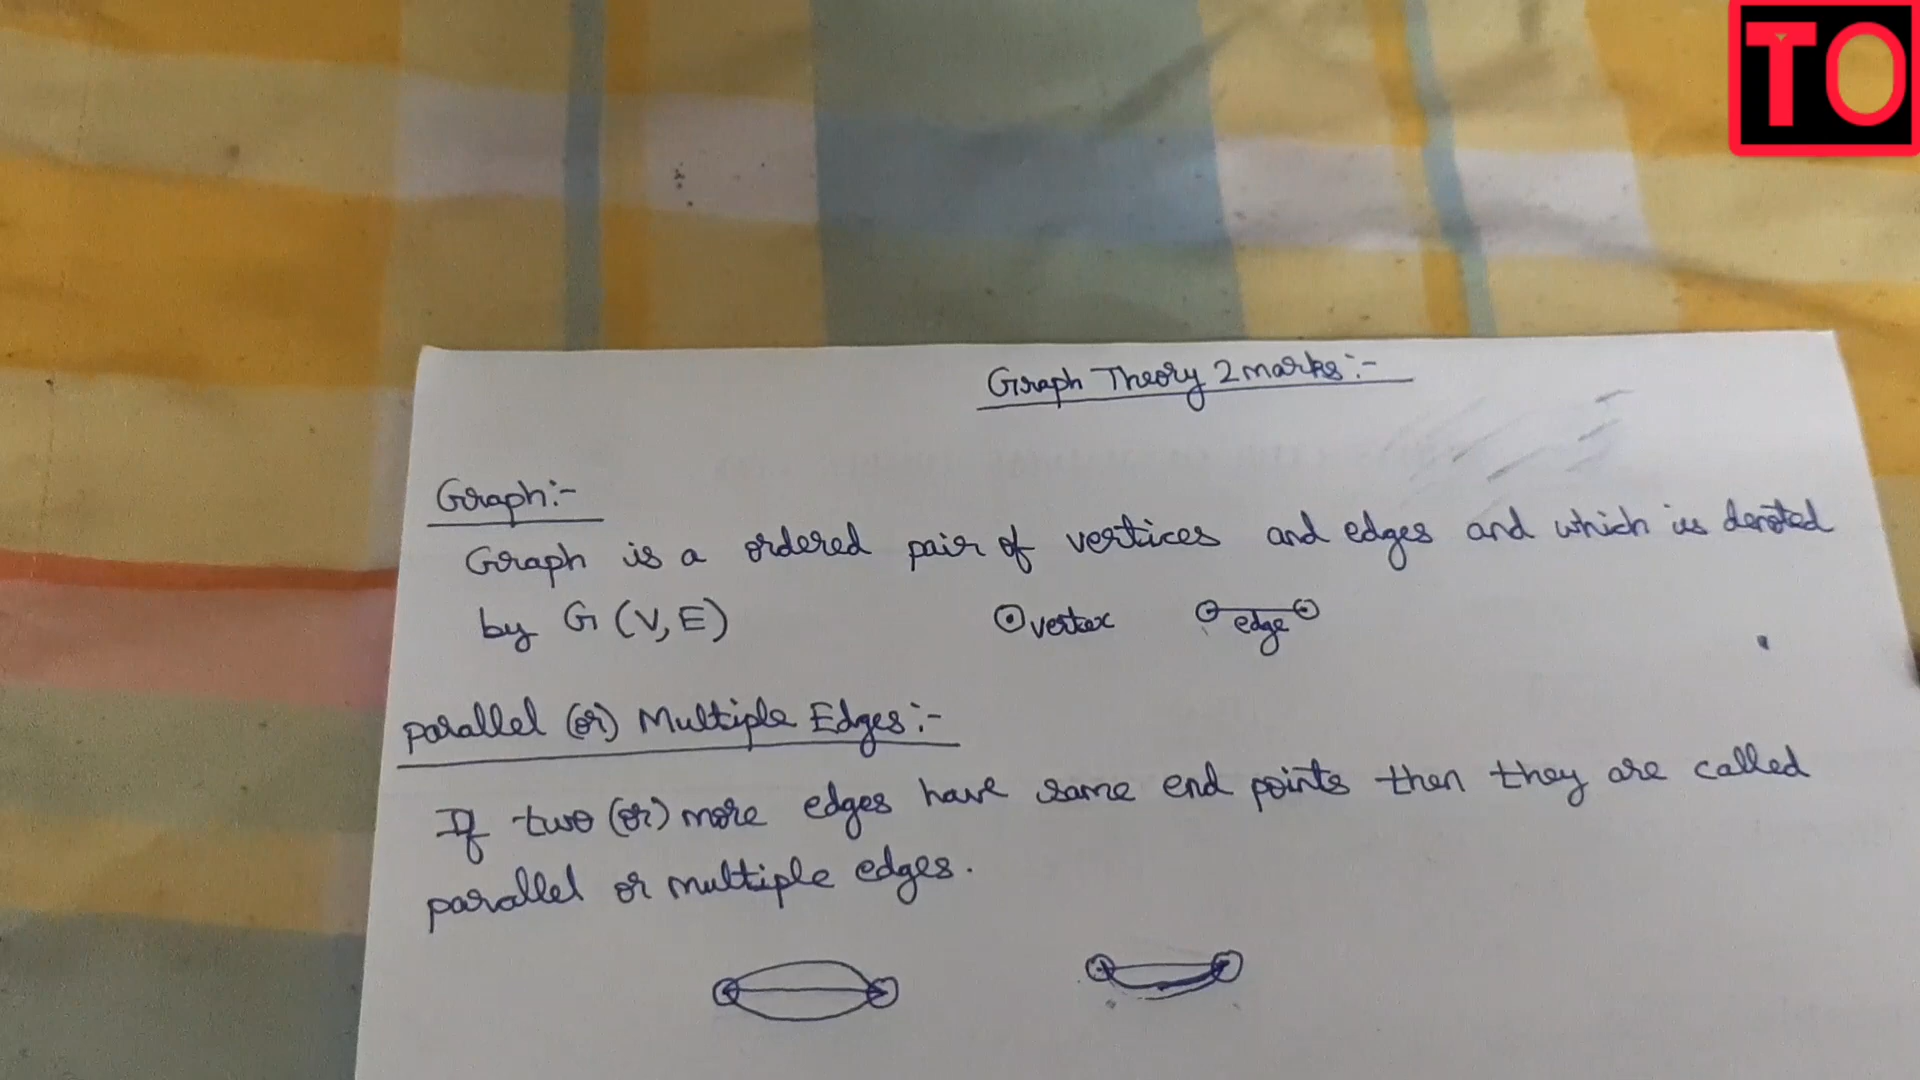 TO
Graph Theory 2marks:-
Graph:-
Graph is a ordered pair of vertices and edges and which is denoted
by G (V, E) vertex edge
parallel (or) Multiple Edges:-
If two (or) more edges have same end points then they are called
parallel or multiple edges.